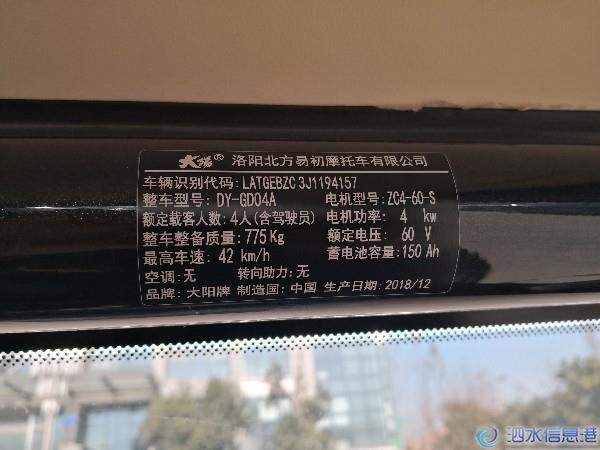 大阳® 洛阳北方易初摩托车有限公司
车辆识别代码: LATGEBZC3J1194157
整车型号: DY-GD04A 电机型号: ZC4-60-S
额定载客人数: 4人(含驾驶员) 电机功率: 4 kw
整车整备质量: 775Kg 额定电压: 60 V
最高车速: 42 km/h 蓄电池容量: 150 Ah
空调: 无 转向助力: 无
品牌: 大阳牌 制造国: 中国 生产日期: 2018/12
泗水信息港